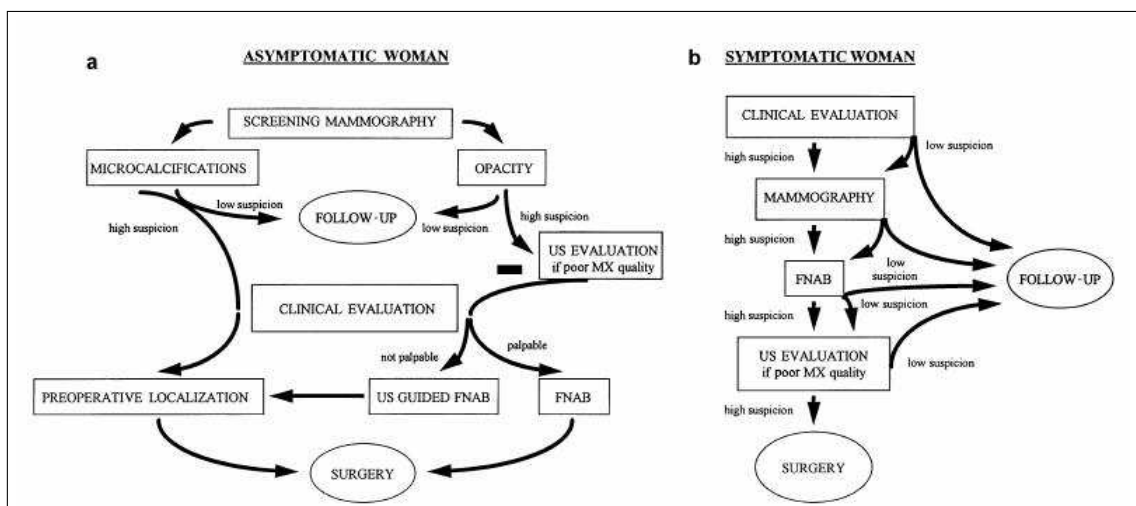 a
ASYMPTOMATIC WOMAN
SCREENING MAMMOGRAPHY
MICROCALCIFICATIONS
OPACITY
high suspicion
low suspicion
FOLLOW-UP
low suspicion
high suspicion
US EVALUATION
if poor MX quality
CLINICAL EVALUATION
not palpable
palpable
PREOPERATIVE LOCALIZATION
US GUIDED FNAB
FNAB
SURGERY
b
SYMPTOMATIC WOMAN
CLINICAL EVALUATION
high suspicion
low suspicion
MAMMOGRAPHY
high suspicion
low
suspicion
FNAB
FOLLOW-UP
high suspicion
low suspicion
US EVALUATION
if poor MX quality
low suspicion
high suspicion
SURGERY